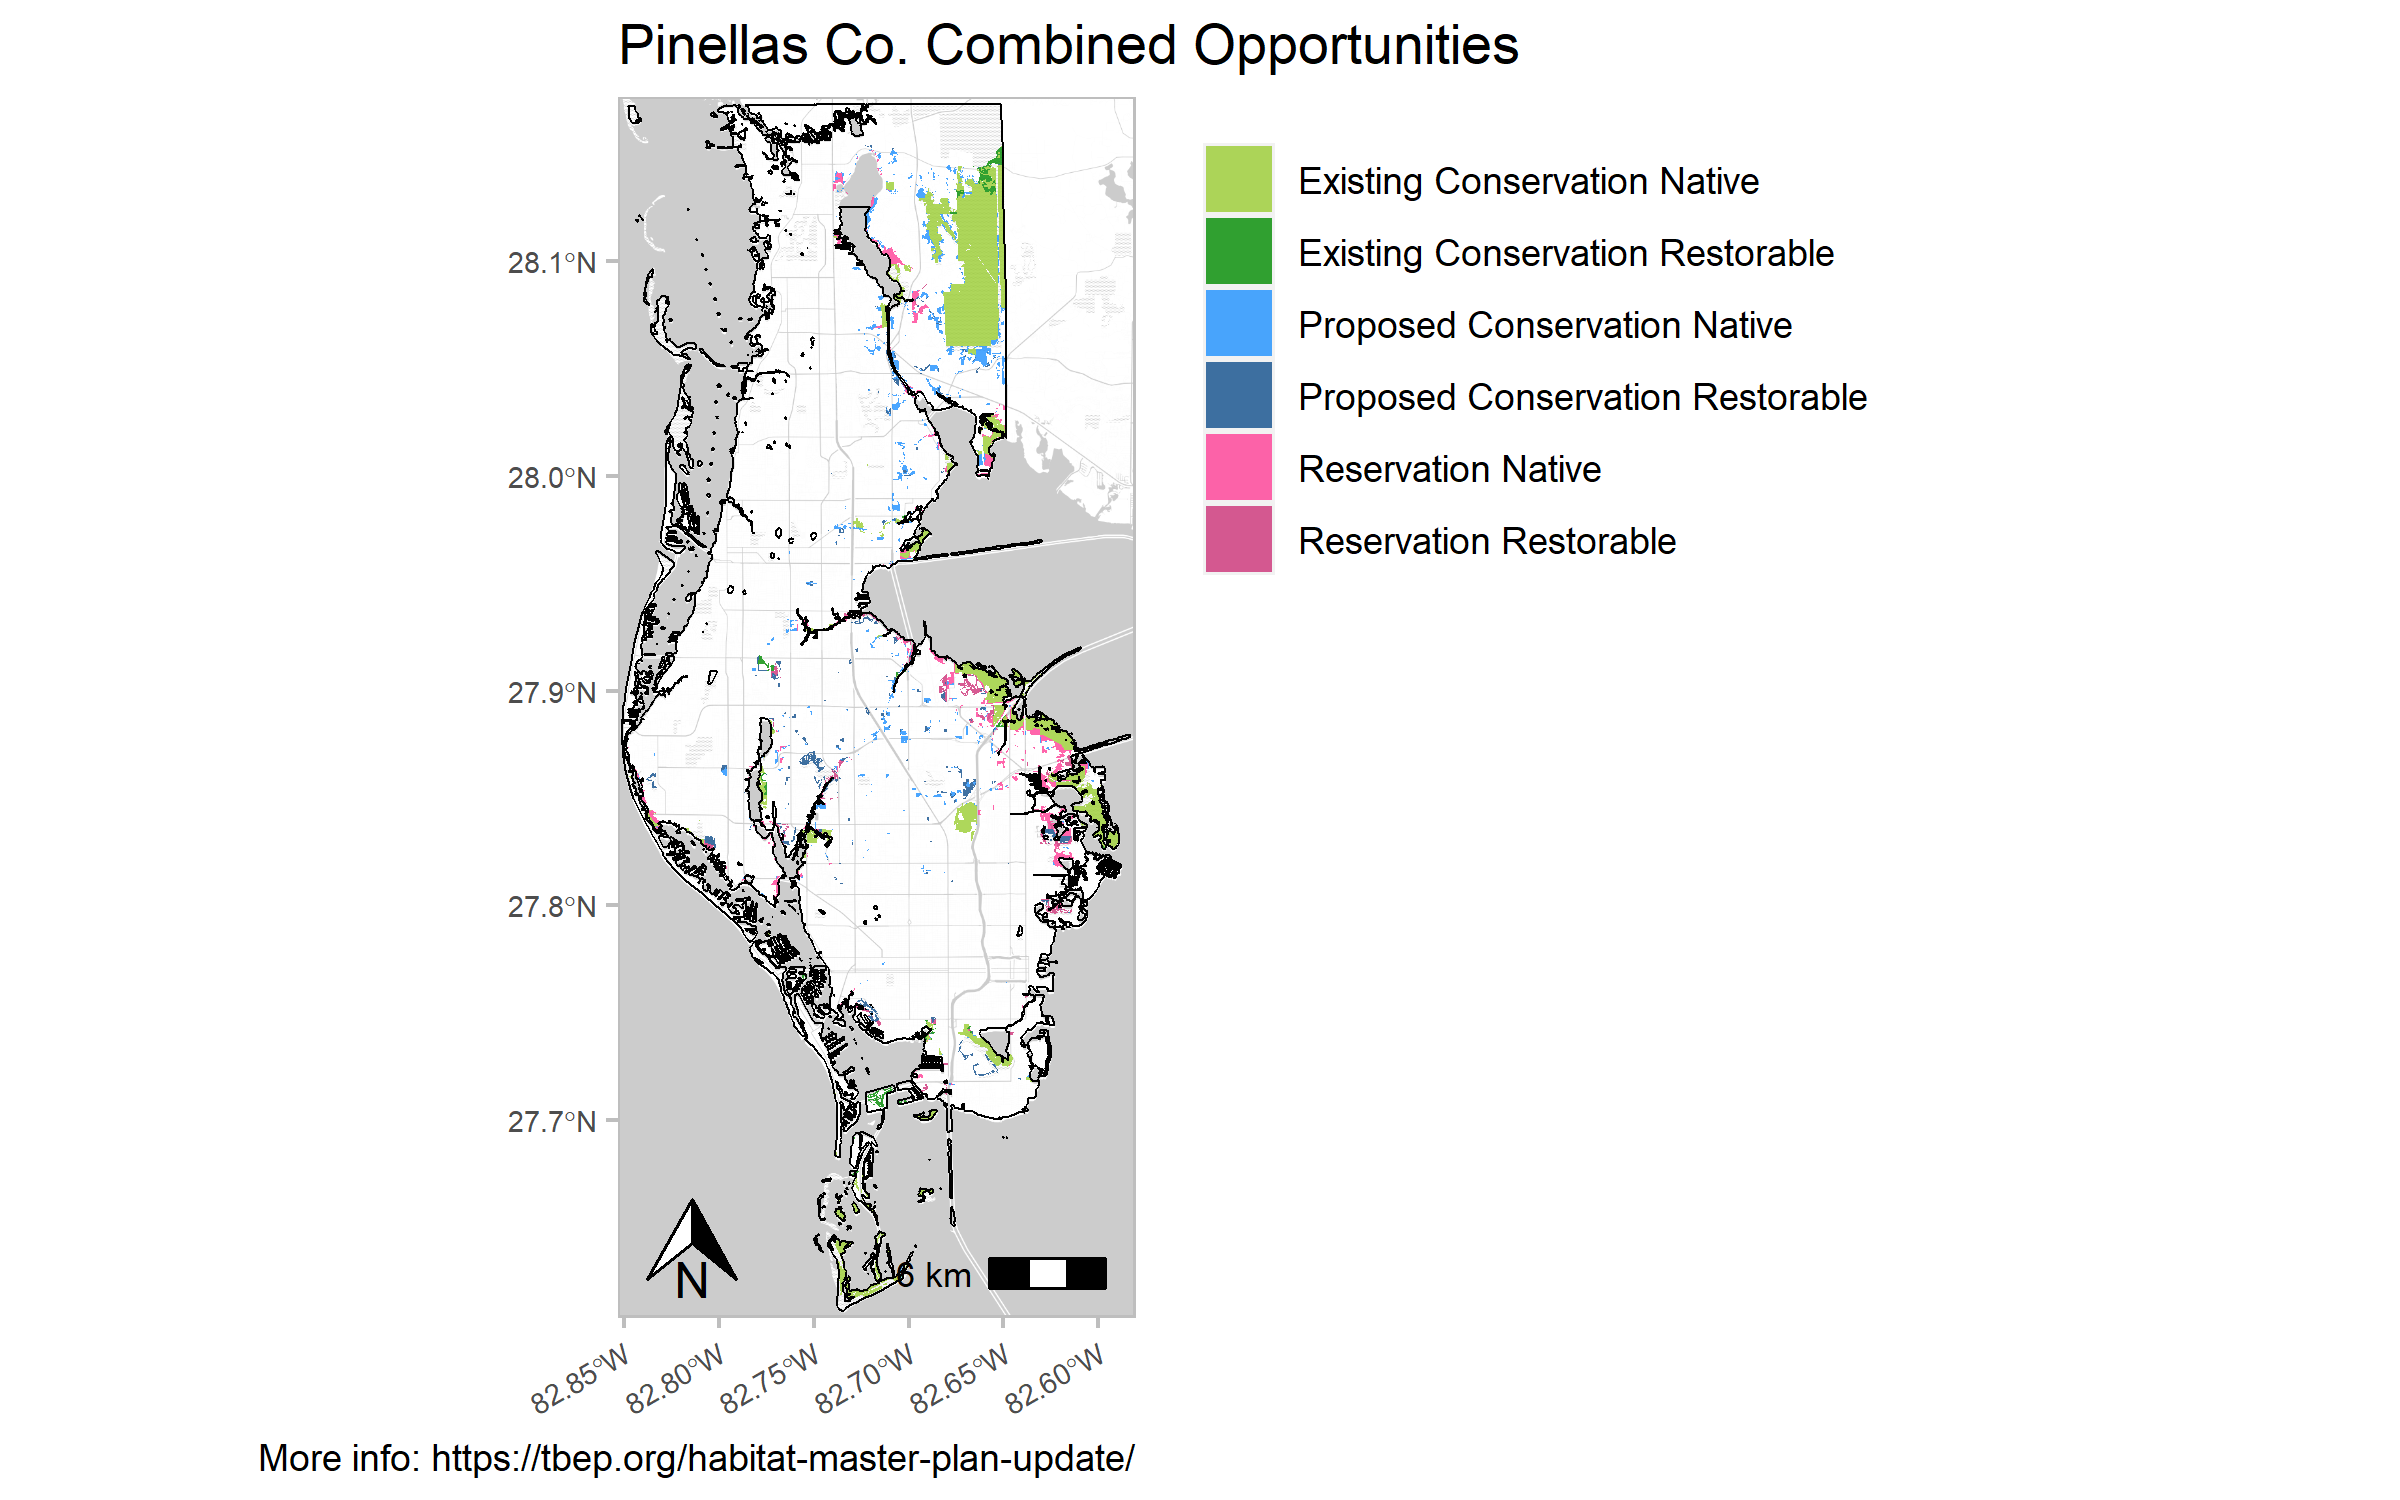 Pinellas Co. Combined Opportunities
Existing Conservation Native
Existing Conservation Restorable
Proposed Conservation Native
Proposed Conservation Restorable
Reservation Native
Reservation Restorable
28.1°N
28.0°N
27.9°N
27.8°N
27.7°N
N
6 km
82.85°W
82.80°W
82.75°W
82.70°W
82.65°W
82.60°W
More info: https://tbep.org/habitat-master-plan-update/